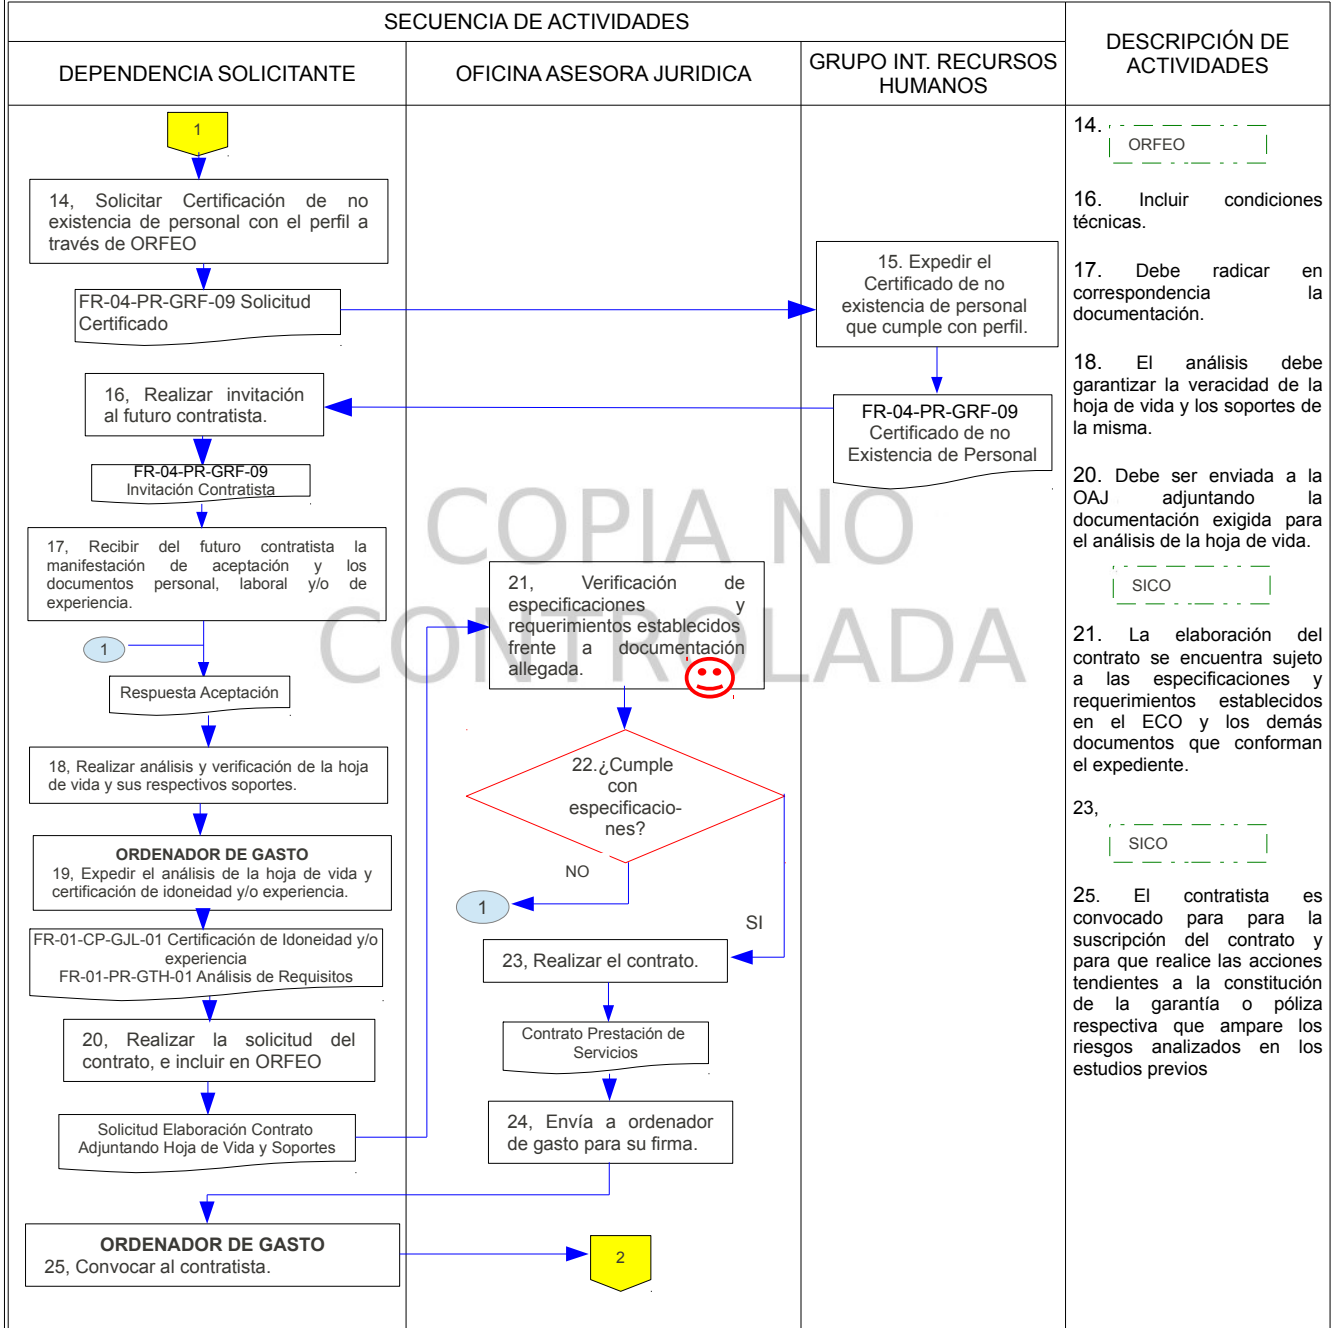 SECUENCIA DE ACTIVIDADES
DESCRIPCIÓN DE
ACTIVIDADES
DEPENDENCIA SOLICITANTE
OFICINA ASESORA JURIDICA
GRUPO INT. RECURSOS
HUMANOS
1
14, Solicitar Certificación de no
existencia de personal con el perfil a
través de ORFEO
FR-04-PR-GRF-09 Solicitud
Certificado
15. Expedir el
Certificado de no
existencia de personal
que cumple con perfil.
16, Realizar invitación
al futuro contratista.
FR-04-PR-GRF-09
Certificado de no
Existencia de Personal
FR-04-PR-GRF-09
Invitación Contratista
17, Recibir del futuro contratista la
manifestación de aceptación y los
documentos personal, laboral y/o de
experiencia.
1
Respuesta Aceptación
18, Realizar análisis y verificación de la hoja
de vida y sus respectivos soportes.
ORDENADOR DE GASTO
19, Expedir el análisis de la hoja de vida y
certificación de idoneidad y/o experiencia.
FR-01-CP-GJL-01 Certificación de Idoneidad y/o
experiencia
FR-01-PR-GTH-01 Análisis de Requisitos
20, Realizar la solicitud del
contrato, e incluir en ORFEO
Solicitud Elaboración Contrato
Adjuntando Hoja de Vida y Soportes
21, Verificación de
especificaciones y
requerimientos establecidos
frente a documentación
allegada.
22.¿Cumple
con
especificacio-
nes?
NO
1
SI
23, Realizar el contrato.
Contrato Prestación de
Servicios
24, Envía a ordenador
de gasto para su firma.
ORDENADOR DE GASTO
25, Convocar al contratista.
2
14.
ORFEO
16. Incluir condiciones
técnicas.
17. Debe radicar en
correspondencia la
documentación.
18. El análisis debe
garantizar la veracidad de la
hoja de vida y los soportes de
la misma.
20. Debe ser enviada a la
OAJ adjuntando la
documentación exigida para
el análisis de la hoja de vida.
SICO
21. La elaboración del
contrato se encuentra sujeto
a las especificaciones y
requerimientos establecidos
en el ECO y los demás
documentos que conforman
el expediente.
23,
SICO
25. El contratista es
convocado para para la
suscripción del contrato y
para que realice las acciones
tendientes a la constitución
de la garantía o póliza
respectiva que ampare los
riesgos analizados en los
estudios previos
COPIA NO
CONTROLADA